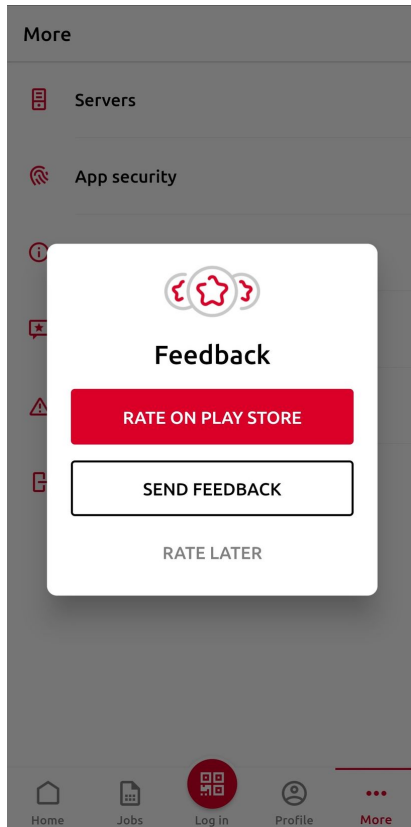 More
Servers
App security
Feedback
RATE ON PLAY STORE
SEND FEEDBACK
RATE LATER
Home
Jobs
Log in
Profile
More